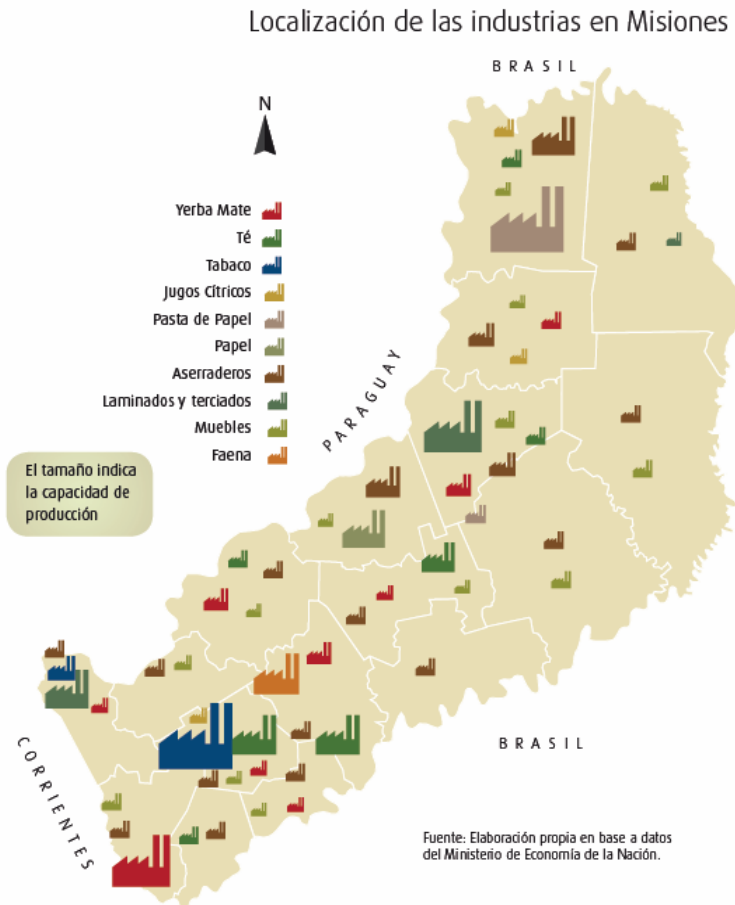 Localización de las industrias en Misiones
BRASIL
N
Yerba Mate
Té
Tabaco
Jugos Cítricos
Pasta de Papel
Papel
Aserraderos
Laminados y terciados
Muebles
Faena
PARAGUAY
El tamaño indica
la capacidad de
producción
CORRIENTES
BRASIL
Fuente: Elaboración propia en base a datos
del Ministerio de Economía de la Nación.